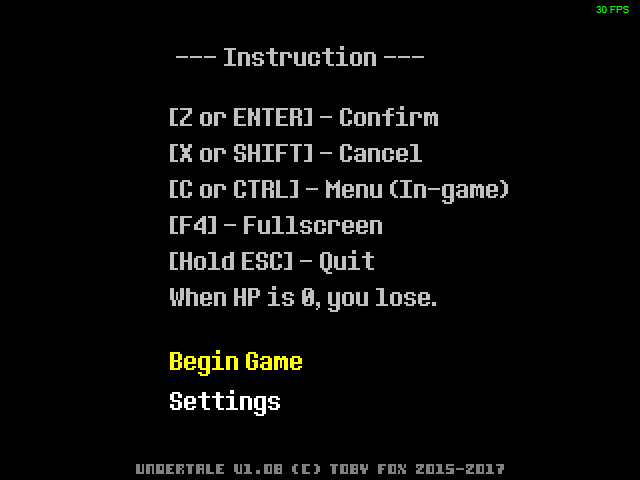 30 FPS
--- Instruction ---
[Z or ENTER] - Confirm
[X or SHIFT] - Cancel
[C or CTRL] - Menu (In-game)
[F4] - Fullscreen
[Hold ESC] - Quit
When HP is 0, you lose.
Begin Game
Settings
UNDERTALE V1.08 (C) TOBY FOX 2015-2017